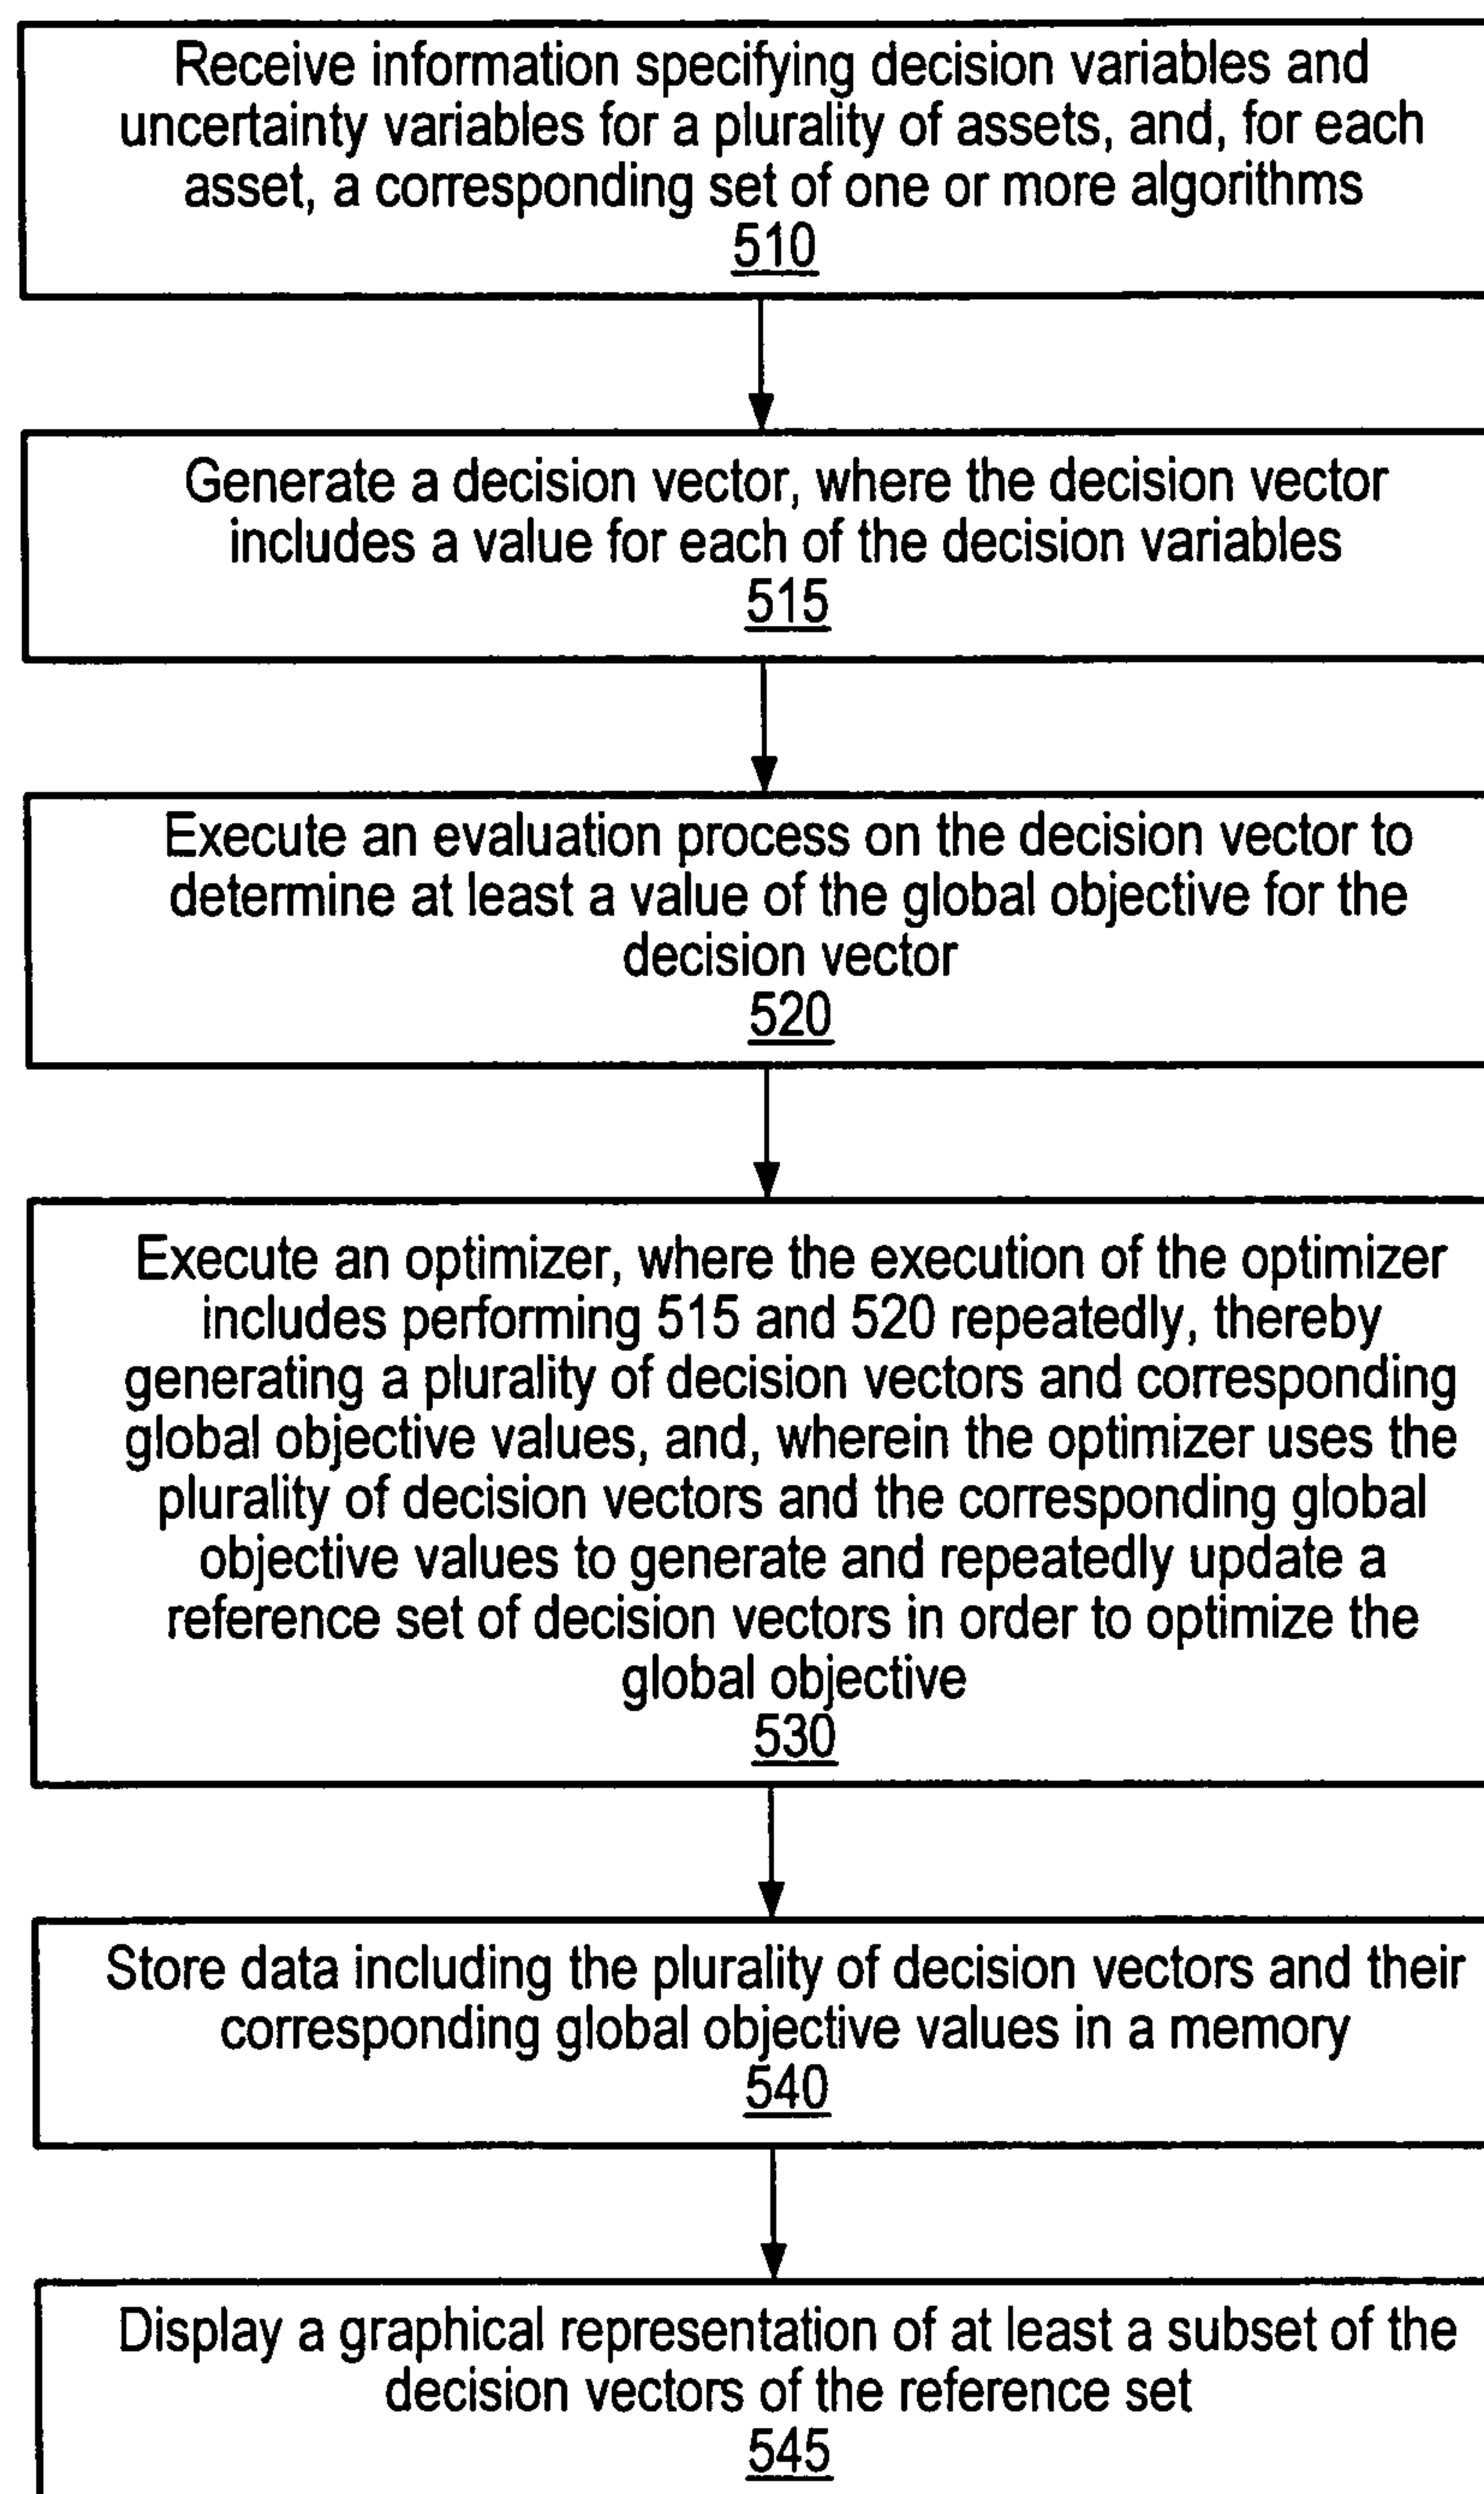 Receive information specifying decision variables and
uncertainty variables for a plurality of assets, and, for each
asset, a corresponding set of one or more algorithms
510
Generate a decision vector, where the decision vector
includes a value for each of the decision variables
515
Execute an evaluation process on the decision vector to
determine at least a value of the global objective for the
decision vector
520
Execute an optimizer, where the execution of the optimizer
includes performing 515 and 520 repeatedly, thereby
generating a plurality of decision vectors and corresponding
global objective values, and, wherein the optimizer uses the
plurality of decision vectors and the corresponding global
objective values to generate and repeatedly update a
reference set of decision vectors in order to optimize the
global objective
530
Store data including the plurality of decision vectors and their
corresponding global objective values in a memory
540
Display a graphical representation of at least a subset of the
decision vectors of the reference set
545